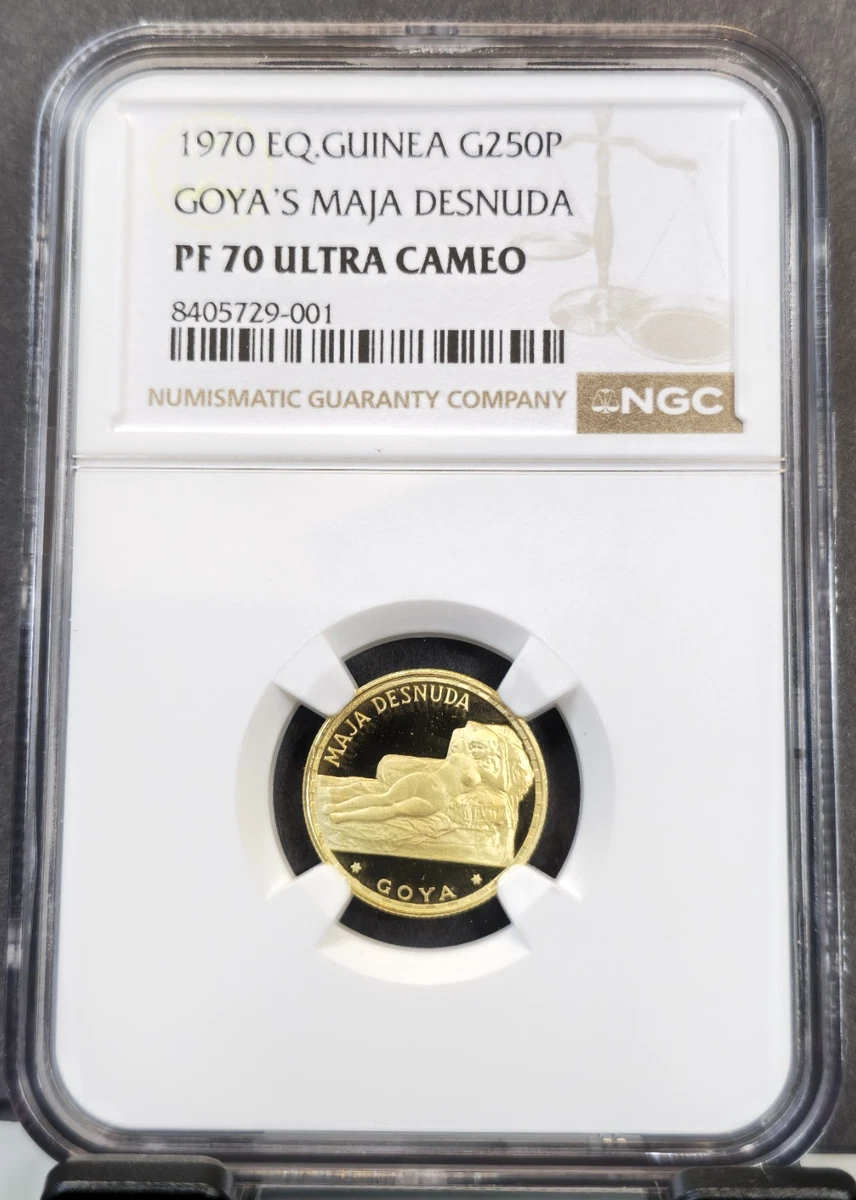 1970 EQ.GUINEA G250P
GOYA'S MAJA DESNUDA
PF 70 ULTRA CAMEO
8405729-001
NUMISMATIC GUARANTY COMPANY NGC
MAJA DESNUDA
* GOYA *